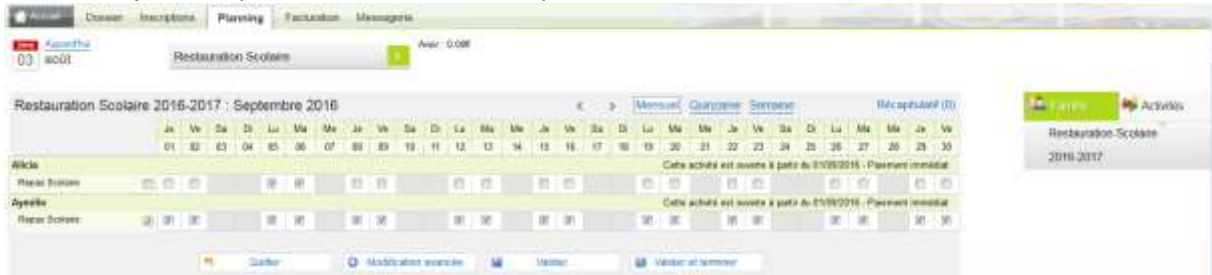 Accueil Dossier Inscriptions Planning Facturation Messagerie
Aujourd'hui
03 août
Restauration Scolaire
Avoir : 0.00€
Restauration Scolaire 2016-2017 : Septembre 2016 < > Mensuel Quinzaine Semaine Récapitulatif (0)
Je Ve Sa Di Lu Ma Me Je Ve Sa Di Lu Ma Me Je Ve Sa Di Lu Ma Me Je Ve Sa Di Lu Ma Me Je Ve
01 02 03 04 05 06 07 08 09 10 11 12 13 14 15 16 17 18 19 20 21 22 23 24 25 26 27 28 29 30
Alicia Cette activité est ouverte à partir du 01/09/2016 - Paiement immédiat
Repas Scolaire
Ayméle Cette activité est ouverte à partir du 01/09/2016 - Paiement immédiat
Repas Scolaire
Quitter Modification avancée Valider Valider et terminer
Famille Activités
Restauration Scolaire
2016-2017